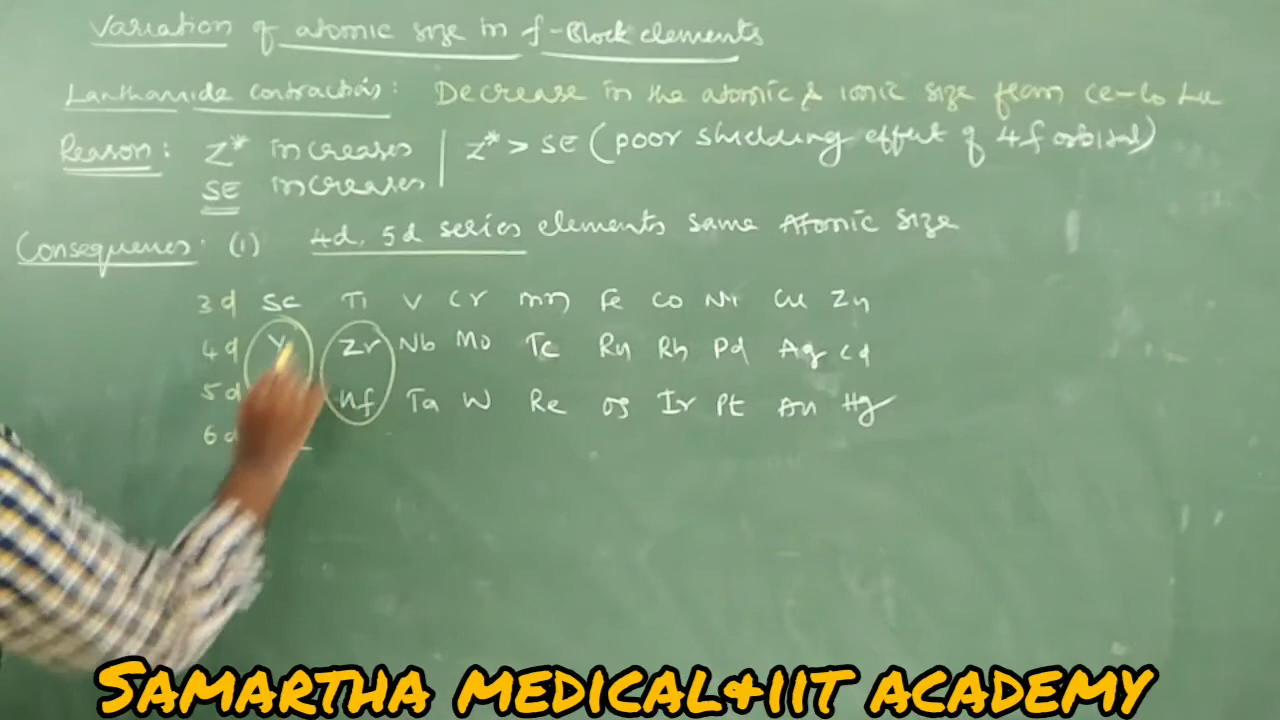 Variation of atomic size in f-Block elements
Lanthanide contraction: Decrease in the atomic & ionic size from Ce-to Lu
Reason: Z* increases | Z* > SE (poor shielding effect of 4f orbital)
SE increases
Consequences: (1) 4d, 5d series elements same Atomic size
3d Sc Ti V Cr Mn Fe Co Ni Cu Zn
4d Y Zr Nb Mo Tc Ru Rh Pd Ag Cd
5d Hf Ta W Re Os Ir Pt Au Hg
6d
SAMARTHA MEDICAL&IIT ACADEMY